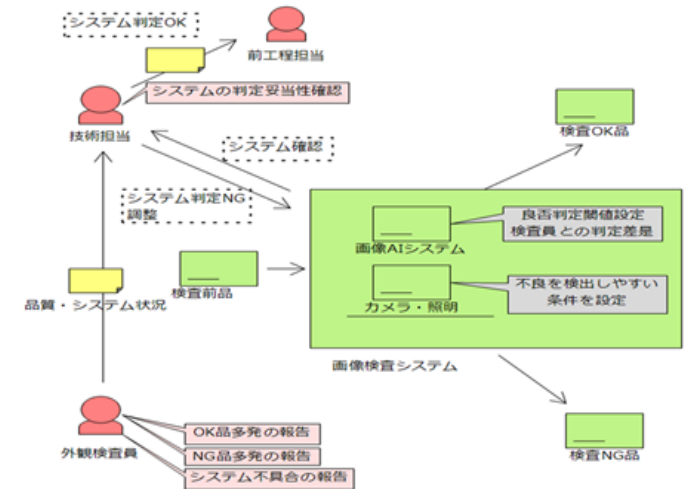 システム判定OK
前工程担当
システムの判定妥当性確認
技術担当
検査OK品
システム確認
システム判定NG
調整
良否判定閾値設定
検査員との判定差是
画像AIシステム
検査前品
不良を検出しやすい
条件を設定
カメラ・照明
品質・システム状況
画像検査システム
外観検査員
OK品多発の報告
NG品多発の報告
システム不具合の報告
検査NG品